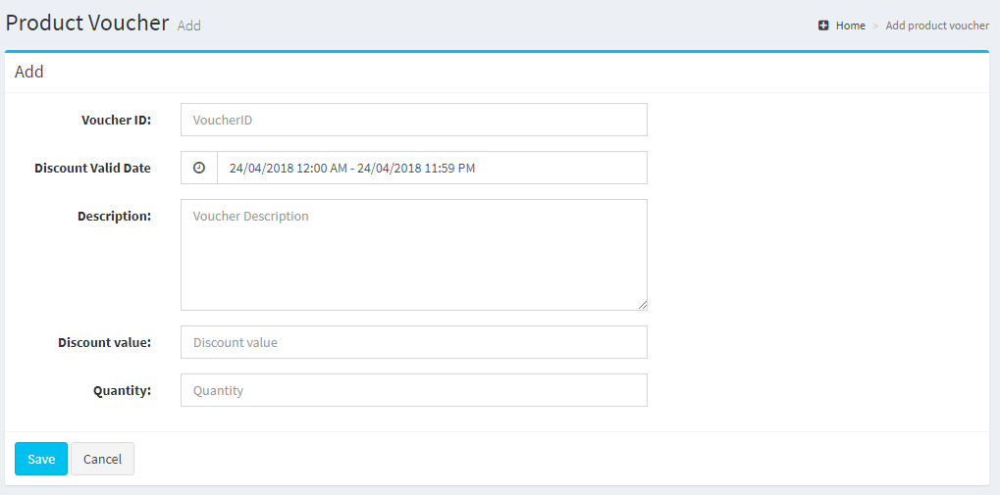 Product Voucher Add
Home > Add product voucher
Add
Voucher ID: VoucherID
Discount Valid Date 24/04/2018 12:00 AM - 24/04/2018 11:59 PM
Description: Voucher Description
Discount value: Discount value
Quantity: Quantity
Save Cancel